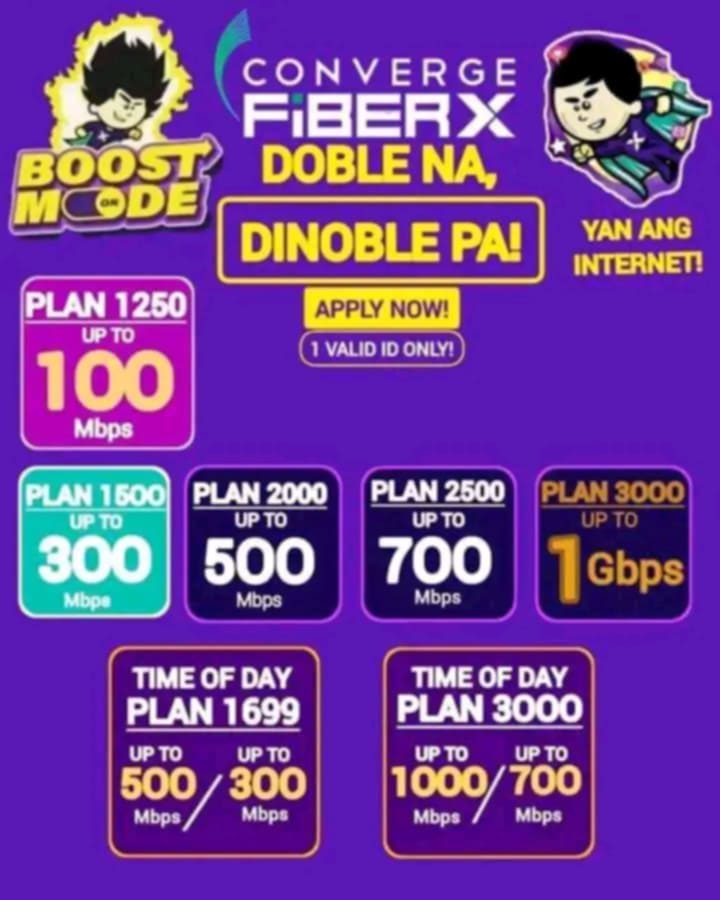 CONVERGE
FiBER X
BOOST
ON
MODE
DOBLE NA,
DINOBLE PA!
YAN ANG
INTERNET!
APPLY NOW!
1 VALID ID ONLY!
PLAN 1250
UP TO
100
Mbps
PLAN 1500
UP TO
300
Mbps
PLAN 2000
UP TO
500
Mbps
PLAN 2500
UP TO
700
Mbps
PLAN 3000
UP TO
1 Gbps
TIME OF DAY
PLAN 1699
UP TO UP TO
500/300
Mbps Mbps
TIME OF DAY
PLAN 3000
UP TO UP TO
1000/700
Mbps Mbps